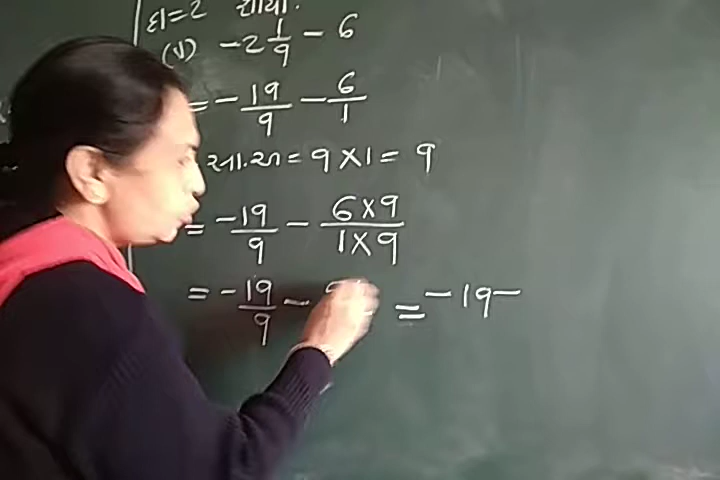 દા=2 સાચી.
(v) -2 1/9 - 6
= - 19/9 - 6/1
લ.સા.અ = 9 × 1 = 9
= -19/9 - 6×9/1×9
= -19/9 - = -19-